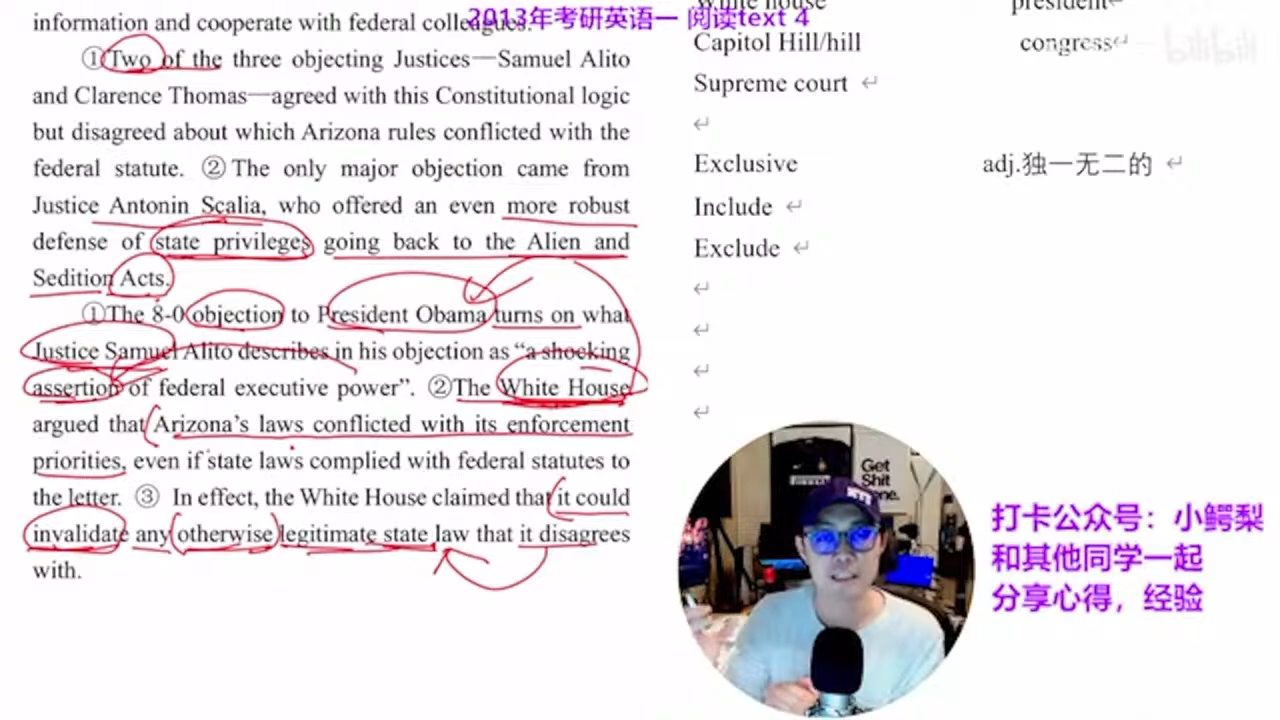 information and cooperate with federal colleagues.
2013年考研英语一 阅读text 4
①Two of the three objecting Justices—Samuel Alito
and Clarence Thomas—agreed with this Constitutional logic
but disagreed about which Arizona rules conflicted with the
federal statute. ②The only major objection came from
Justice Antonin Scalia, who offered an even more robust
defense of state privileges going back to the Alien and
Sedition Acts.
①The 8-0 objection to President Obama turns on what
Justice Samuel Alito describes in his objection as “a shocking
assertion of federal executive power”. ②The White House
argued that Arizona’s laws conflicted with its enforcement
priorities, even if state laws complied with federal statutes to
the letter. ③ In effect, the White House claimed that it could
invalidate any otherwise legitimate state law that it disagrees
with.
White house president
Capitol Hill/hill congress
bilibili
Supreme court
Exclusive adj.独一无二的
Include
Exclude
Get
Shit
Done.
打卡公众号：小鳄梨
和其他同学一起
分享心得，经验